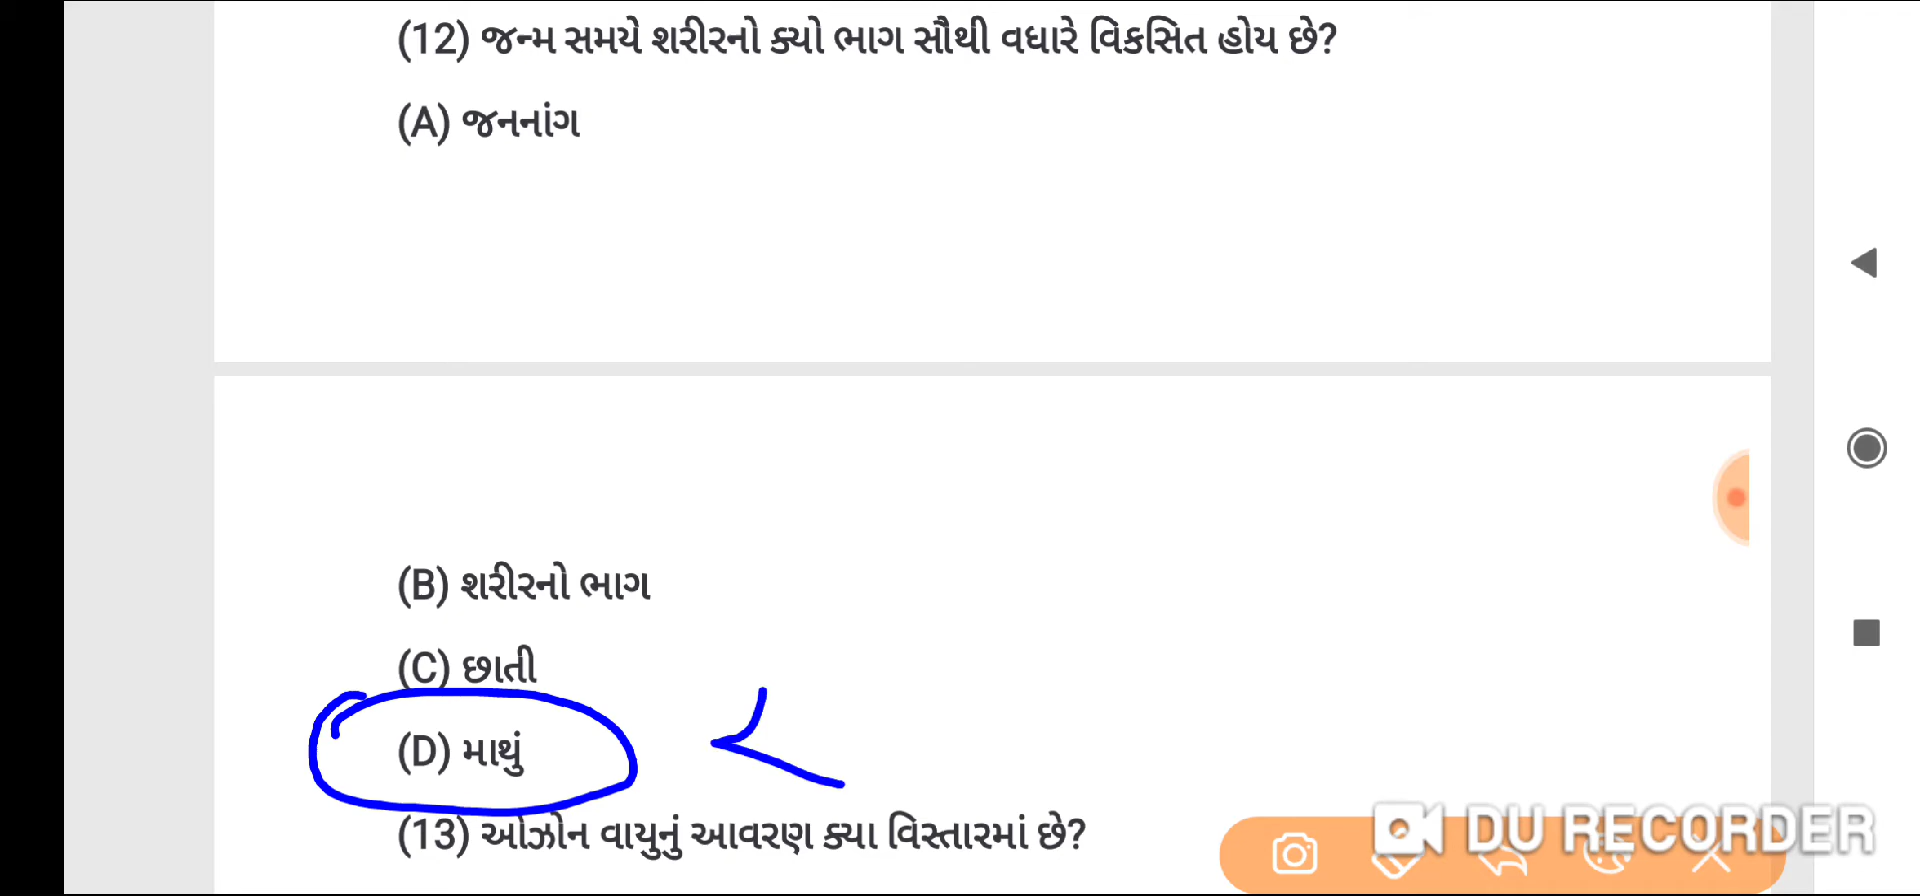 (12) જન્મ સમયે શરીરનો ક્યો ભાગ સૌથી વધારે વિકસિત હોય છે?
(A) જનનાંગ
(B) શરીરનો ભાગ
(C) છાતી
(D) માથું
(13) ઓઝોન વાયુનું આવરણ ક્યા વિસ્તારમાં છે?
DU RECORDER